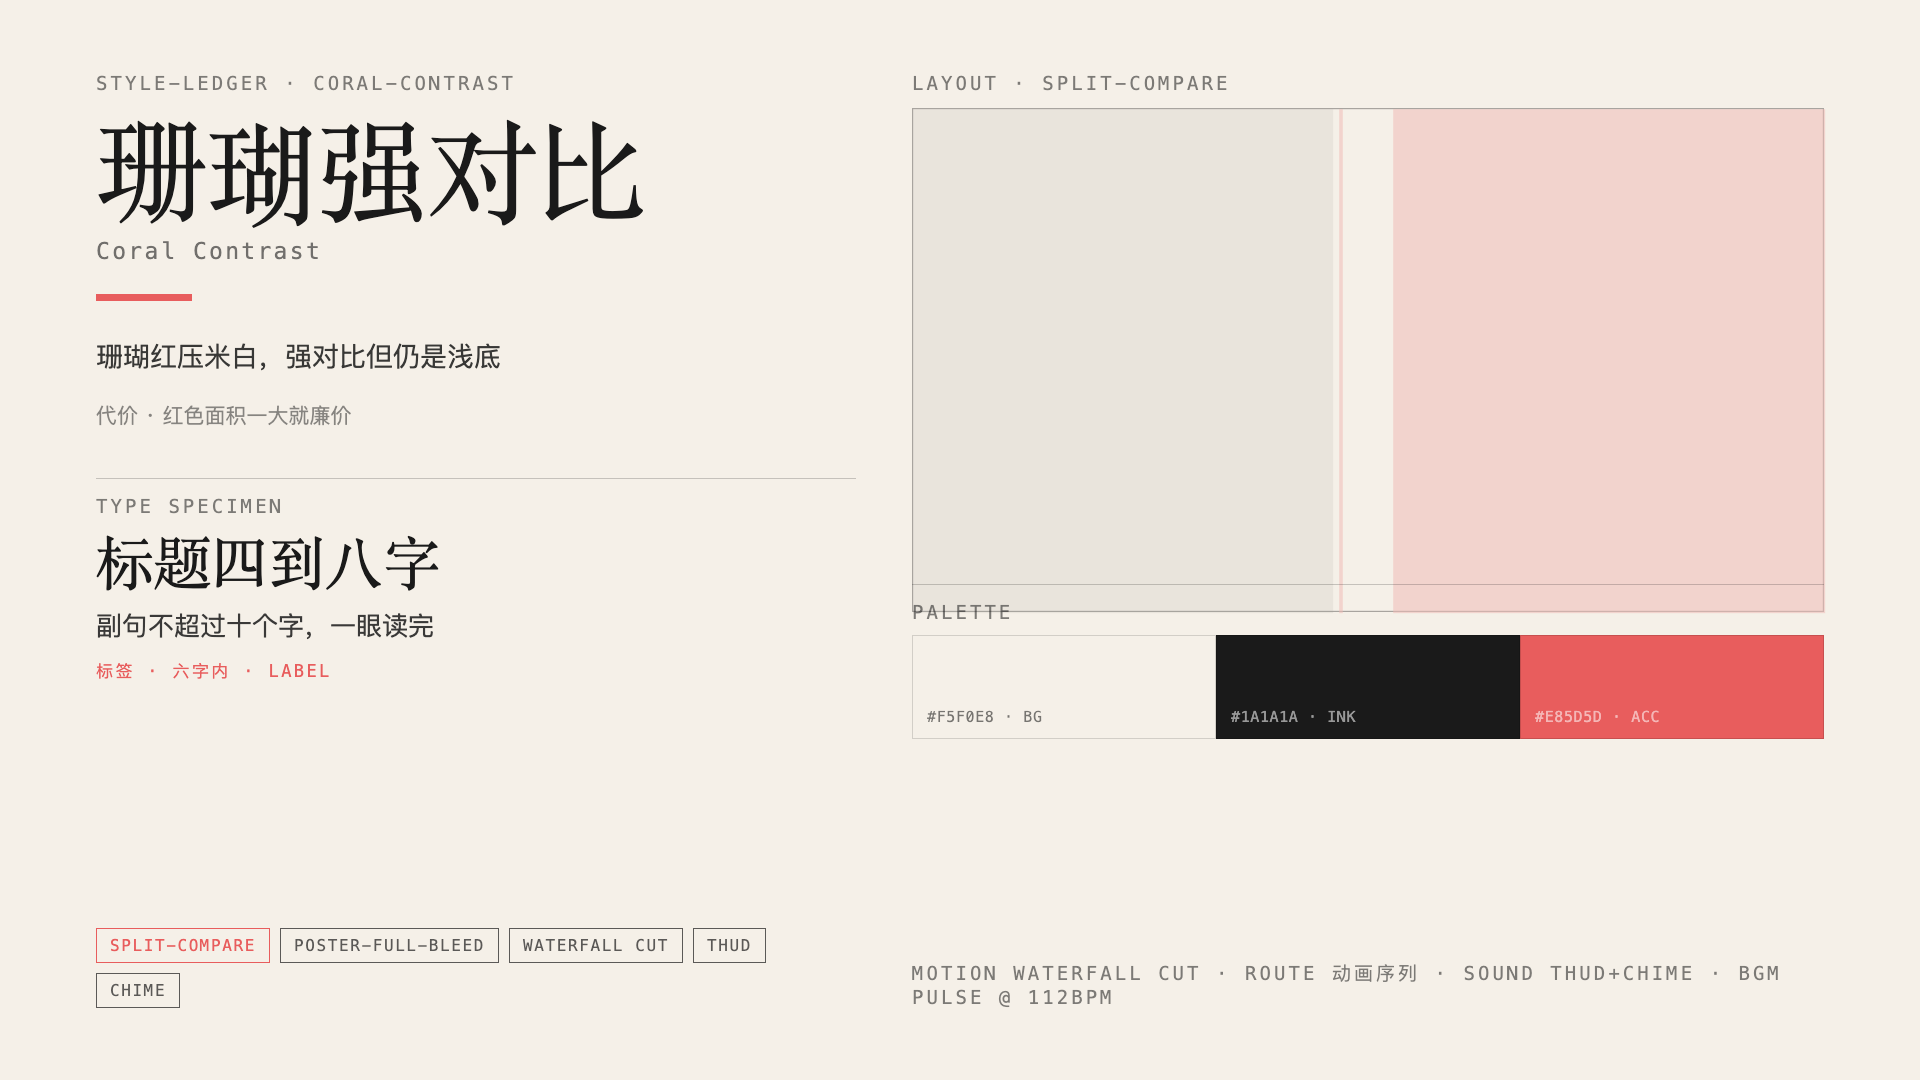 STYLE–LEDGER · CORAL–CONTRAST
珊瑚强对比
Coral Contrast
珊瑚红压米白，强对比但仍是浅底
代价 · 红色面积一大就廉价
TYPE SPECIMEN
标题四到八字
副句不超过十个字，一眼读完
标签 · 六字内 · LABEL
SPLIT–COMPARE
POSTER–FULL–BLEED
WATERFALL CUT
THUD
CHIME
LAYOUT · SPLIT–COMPARE
PALETTE
#F5F0E8 · BG
#1A1A1A · INK
#E85D5D · ACC
MOTION WATERFALL CUT · ROUTE 动画序列 · SOUND THUD+CHIME · BGM
PULSE @ 112BPM